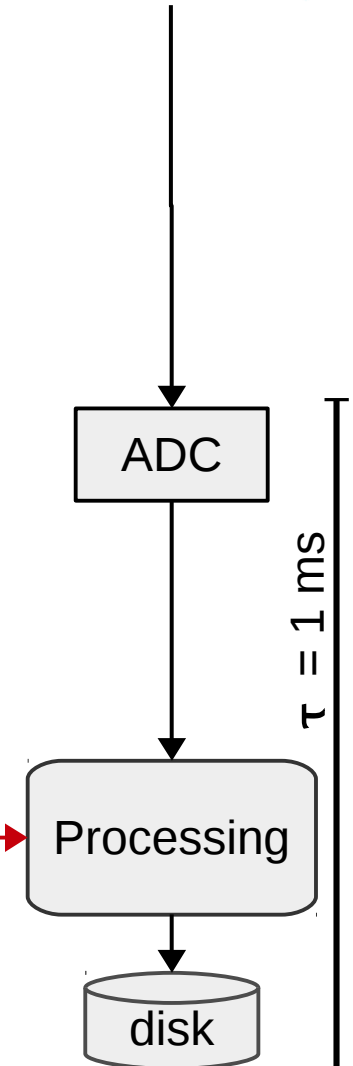 ADC
τ = 1 ms
Processing
disk